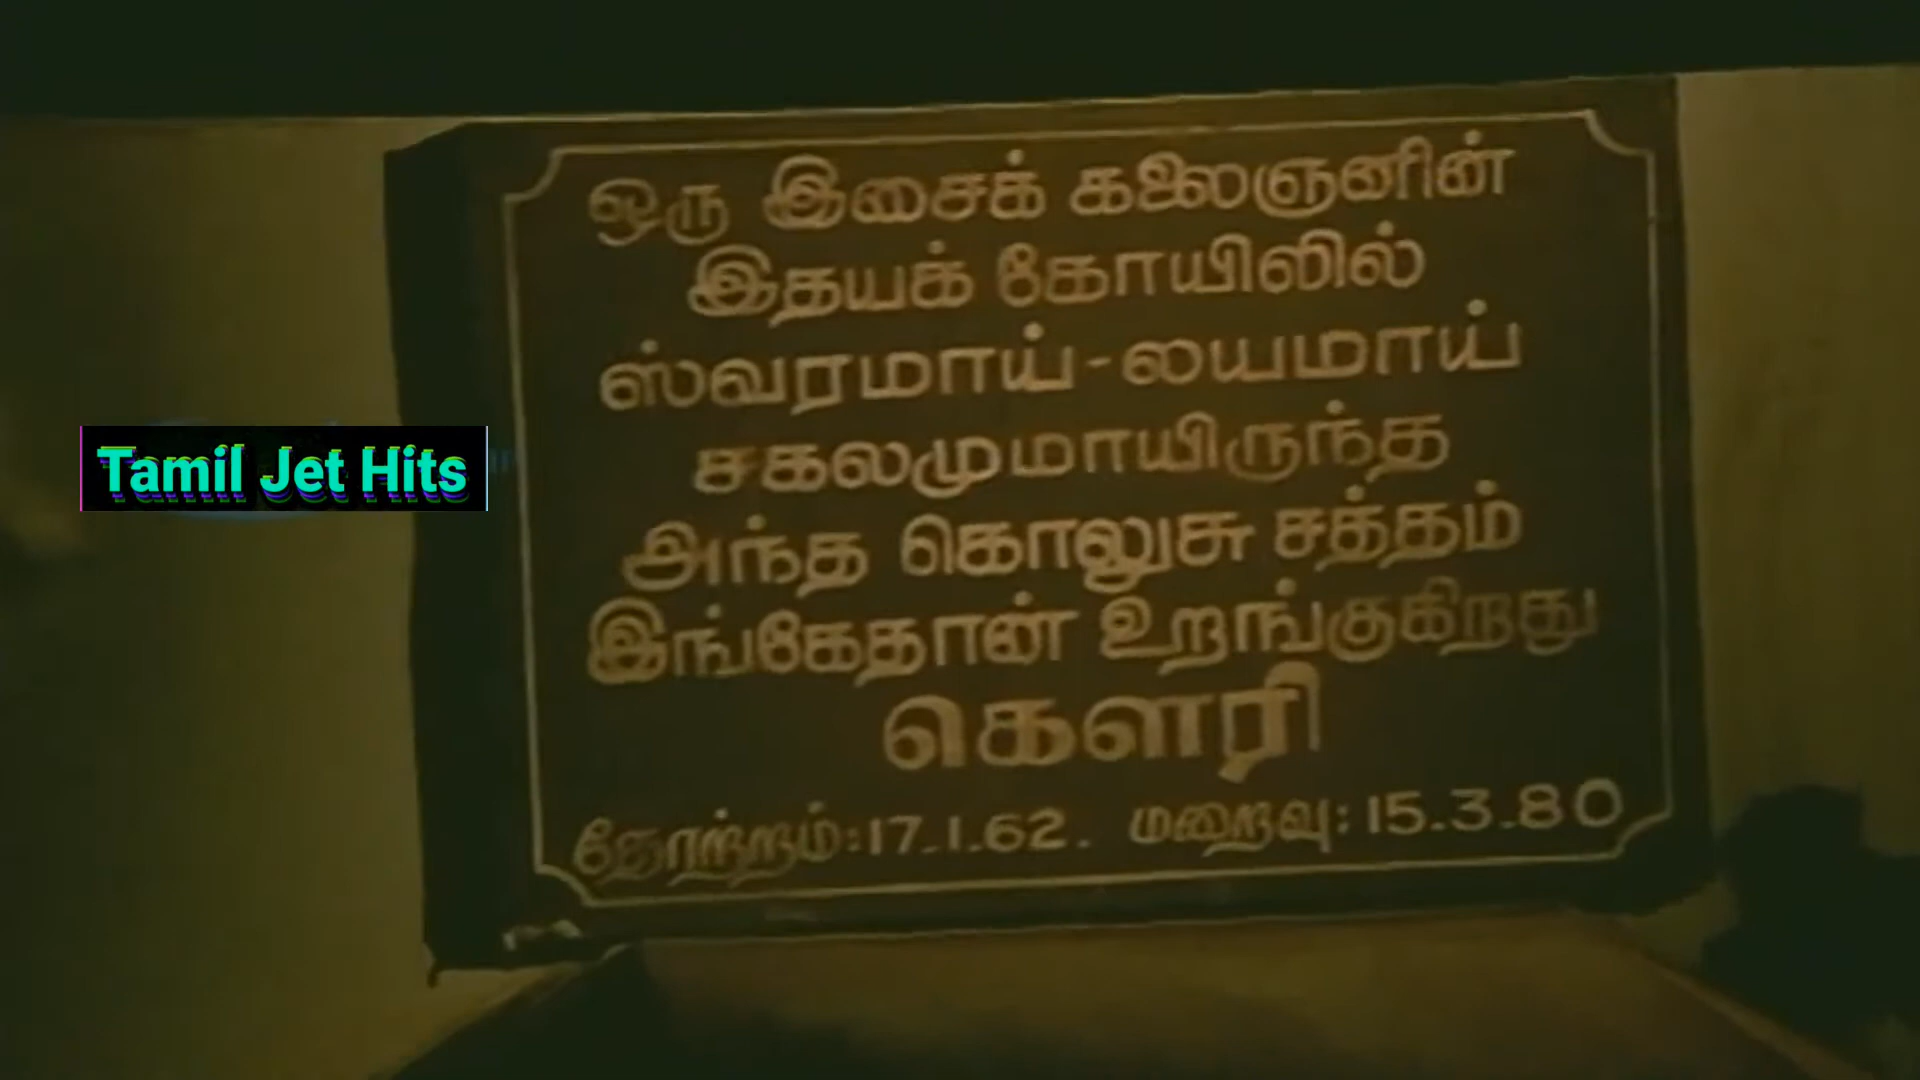 ஒரு இசைக் கலைஞனின்
இதயக் கோயிலில்
ஸ்வரமாய்-லயமாய்
சகலமுமாயிருந்த
அந்த கொலுசு சத்தம்
இங்கேதான் உறங்குகிறது
கௌரி
தோற்றம்:17.1.62. மறைவு:15.3.80
Tamil Jet Hits